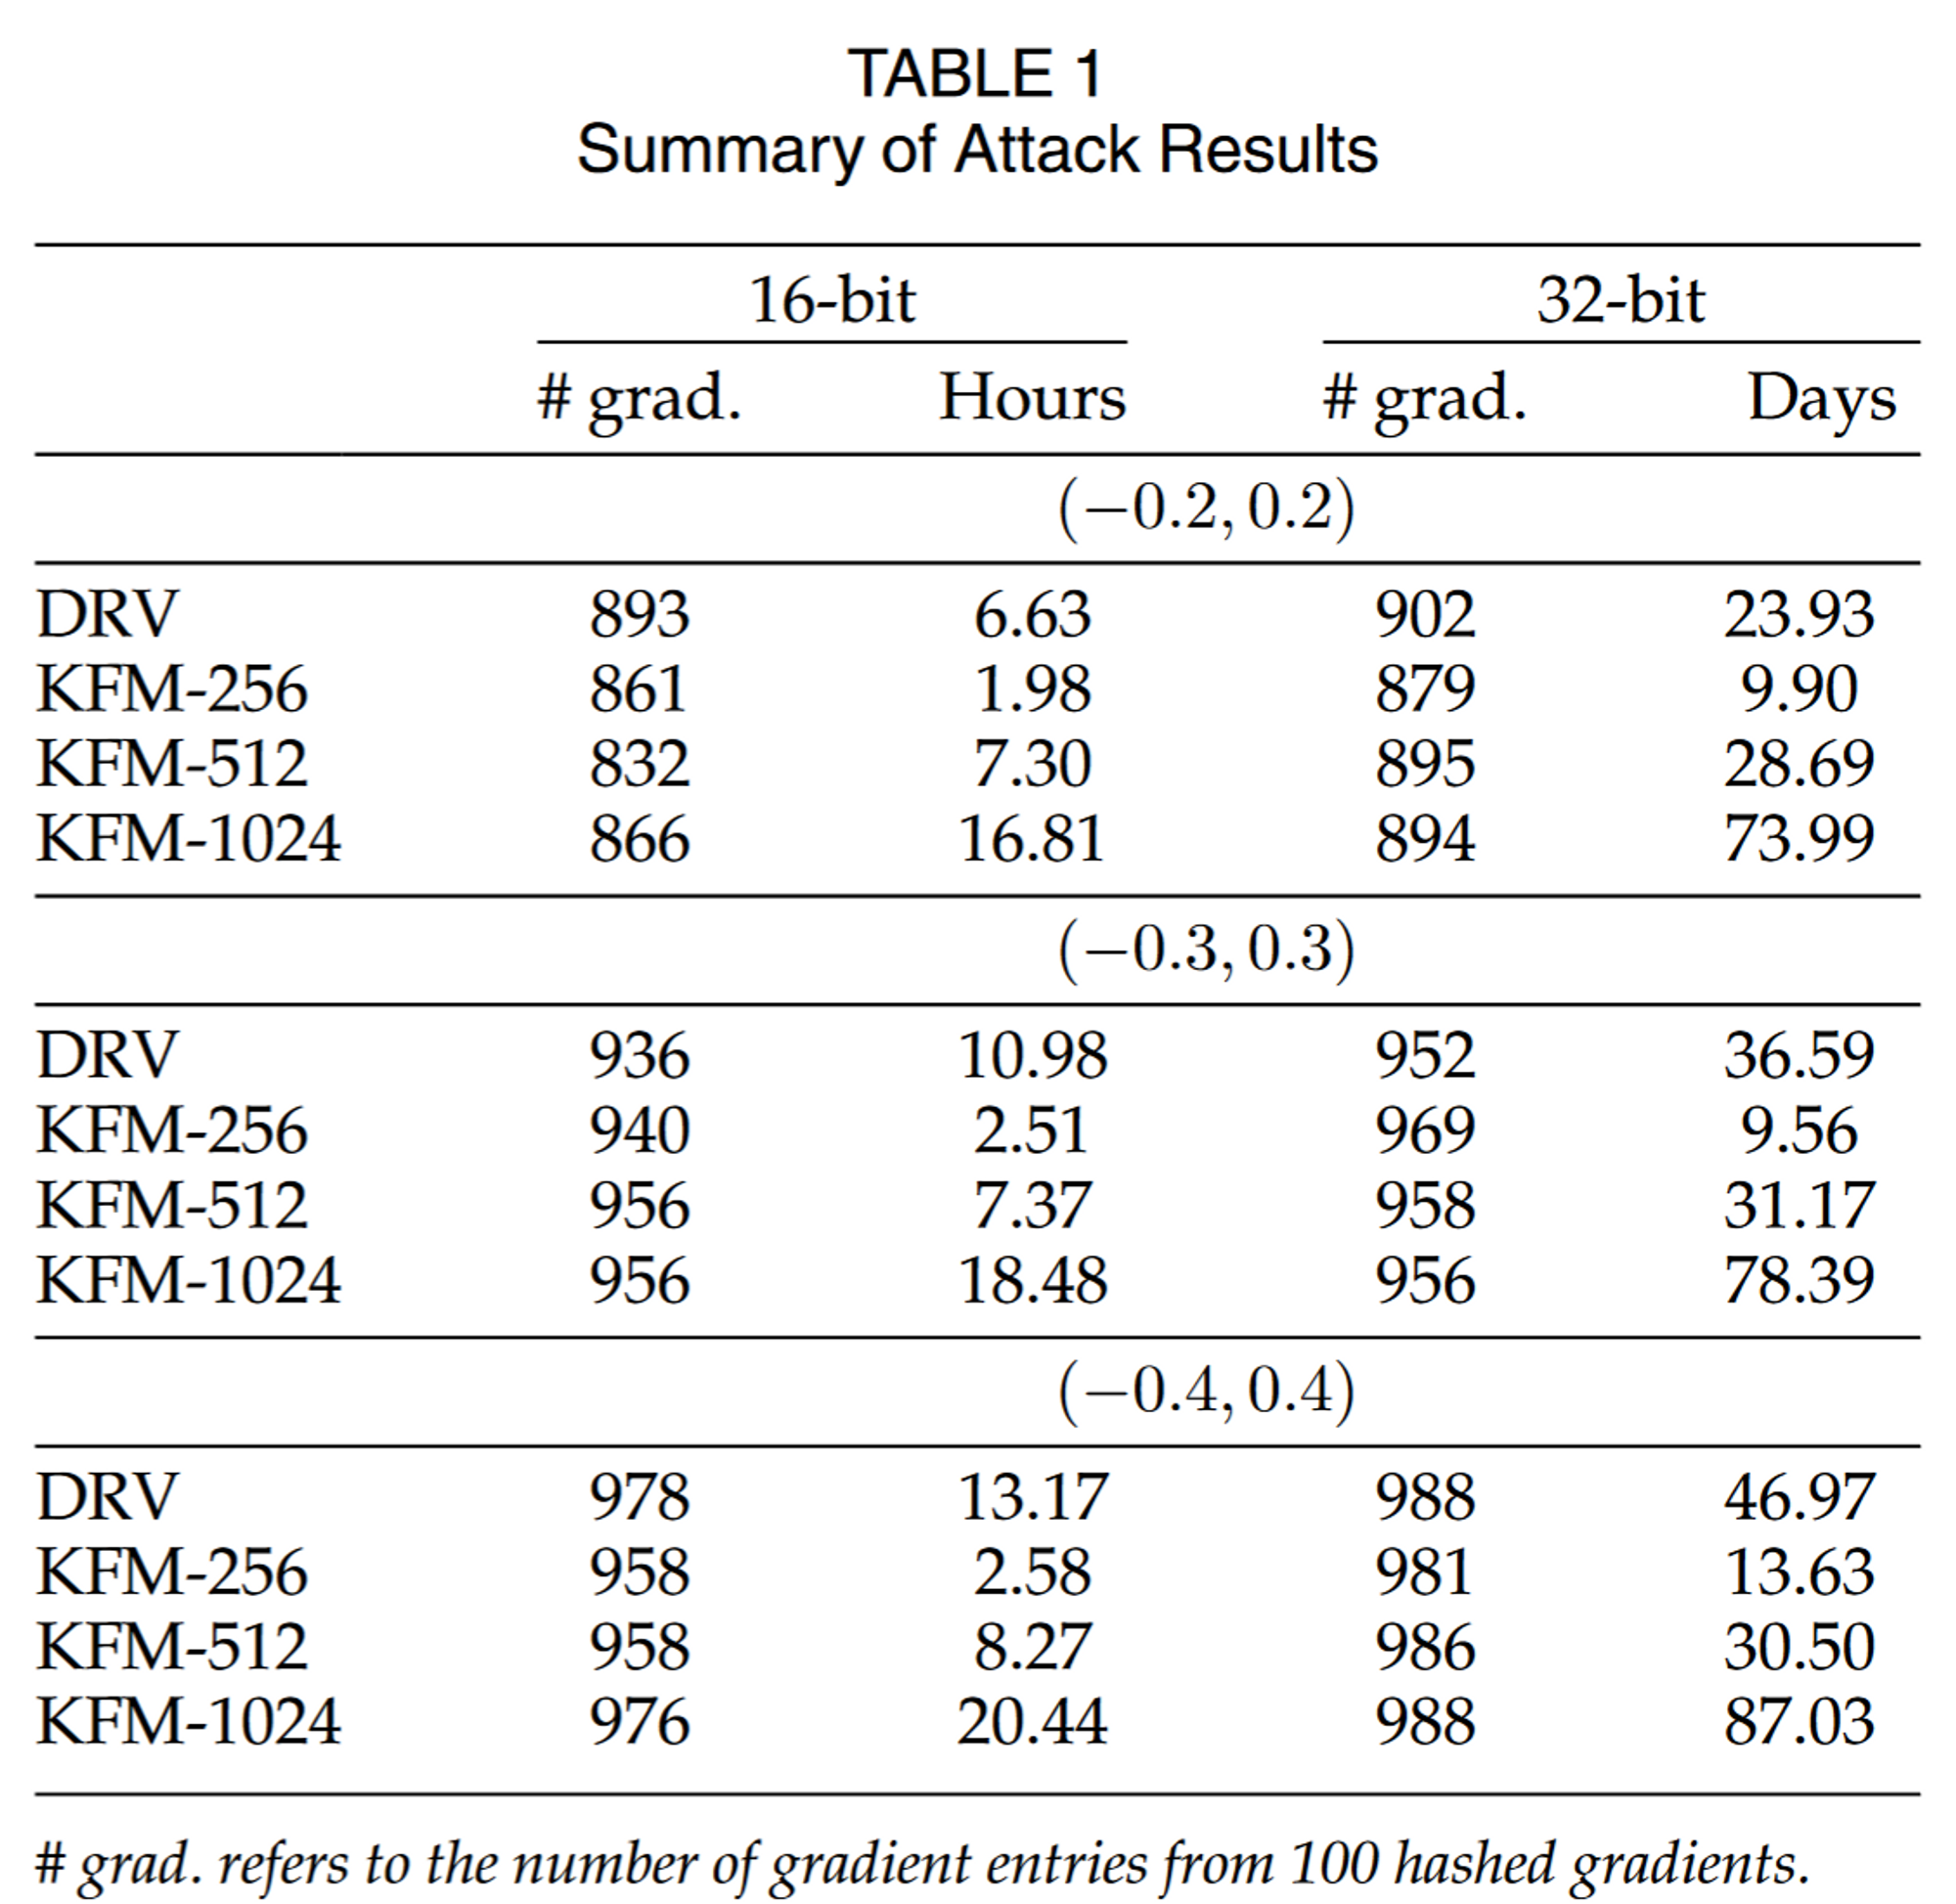 TABLE 1
Summary of Attack Results
16-bit 32-bit
# grad. Hours # grad. Days
(−0.2, 0.2)
DRV 893 6.63 902 23.93
KFM-256 861 1.98 879 9.90
KFM-512 832 7.30 895 28.69
KFM-1024 866 16.81 894 73.99
(−0.3, 0.3)
DRV 936 10.98 952 36.59
KFM-256 940 2.51 969 9.56
KFM-512 956 7.37 958 31.17
KFM-1024 956 18.48 956 78.39
(−0.4, 0.4)
DRV 978 13.17 988 46.97
KFM-256 958 2.58 981 13.63
KFM-512 958 8.27 986 30.50
KFM-1024 976 20.44 988 87.03
# grad. refers to the number of gradient entries from 100 hashed gradients.